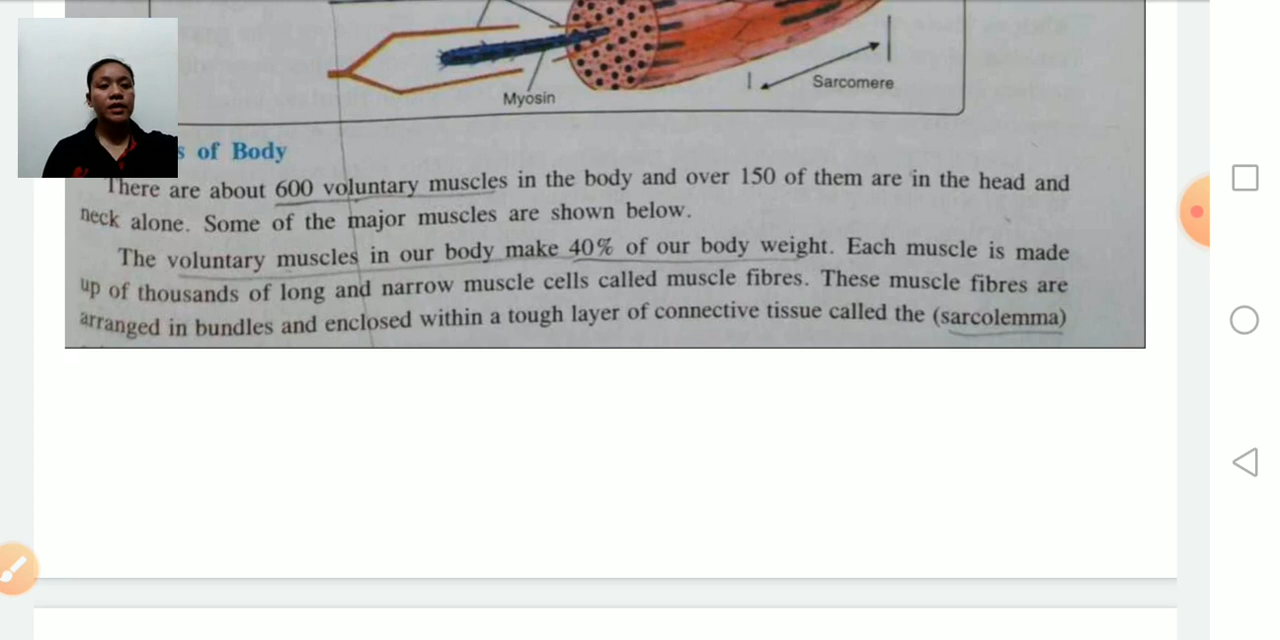 Sarcomere
Myosin
s of Body
There are about 600 voluntary muscles in the body and over 150 of them are in the head and
neck alone. Some of the major muscles are shown below.
The voluntary muscles in our body make 40% of our body weight. Each muscle is made
up of thousands of long and narrow muscle cells called muscle fibres. These muscle fibres are
arranged in bundles and enclosed within a tough layer of connective tissue called the (sarcolemma)